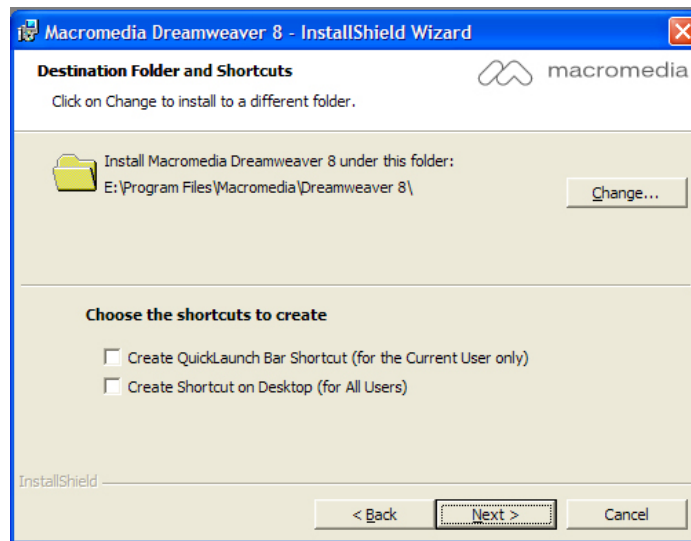 Macromedia Dreamweaver 8 - InstallShield Wizard
Destination Folder and Shortcuts
macromedia
Click on Change to install to a different folder.
Install Macromedia Dreamweaver 8 under this folder:
E:\Program Files\Macromedia\Dreamweaver 8\
Change...
Choose the shortcuts to create
Create QuickLaunch Bar Shortcut (for the Current User only)
Create Shortcut on Desktop (for All Users)
InstallShield
< Back Next > Cancel